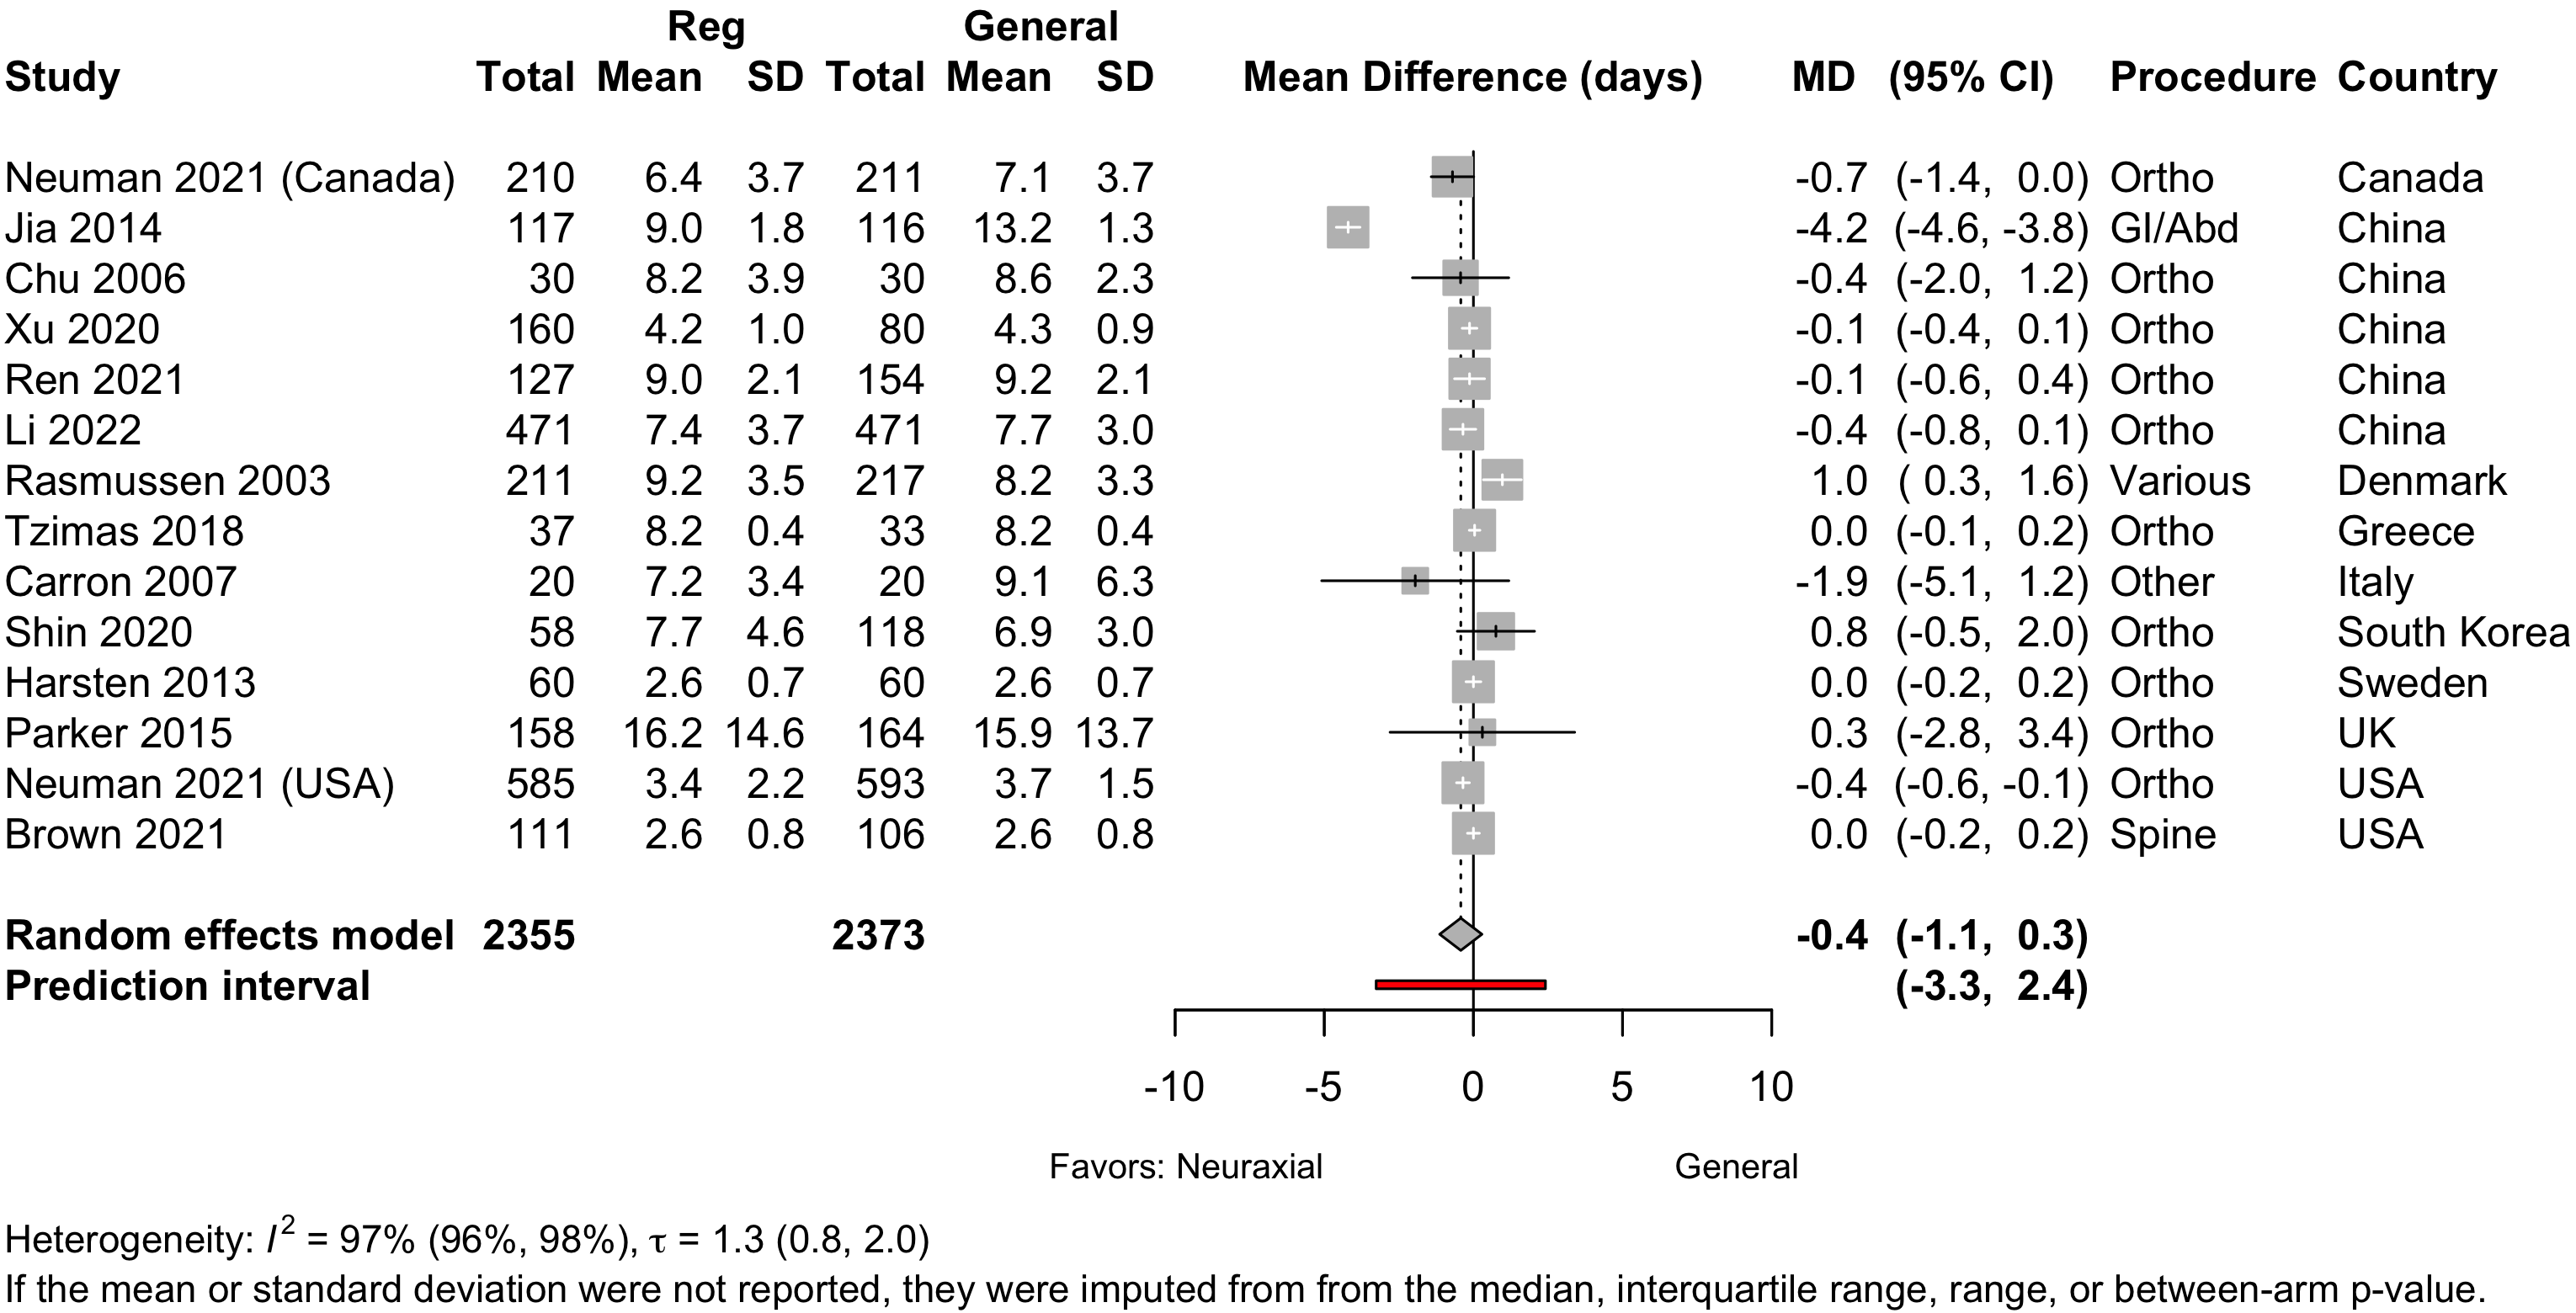 Reg General
Study Total Mean SD Total Mean SD Mean Difference (days) MD (95% CI) Procedure Country
Neuman 2021 (Canada) 210 6.4 3.7 211 7.1 3.7 -0.7 (-1.4, 0.0) Ortho Canada
Jia 2014 117 9.0 1.8 116 13.2 1.3 -4.2 (-4.6, -3.8) GI/Abd China
Chu 2006 30 8.2 3.9 30 8.6 2.3 -0.4 (-2.0, 1.2) Ortho China
Xu 2020 160 4.2 1.0 80 4.3 0.9 -0.1 (-0.4, 0.1) Ortho China
Ren 2021 127 9.0 2.1 154 9.2 2.1 -0.1 (-0.6, 0.4) Ortho China
Li 2022 471 7.4 3.7 471 7.7 3.0 -0.4 (-0.8, 0.1) Ortho China
Rasmussen 2003 211 9.2 3.5 217 8.2 3.3 1.0 ( 0.3, 1.6) Various Denmark
Tzimas 2018 37 8.2 0.4 33 8.2 0.4 0.0 (-0.1, 0.2) Ortho Greece
Carron 2007 20 7.2 3.4 20 9.1 6.3 -1.9 (-5.1, 1.2) Other Italy
Shin 2020 58 7.7 4.6 118 6.9 3.0 0.8 (-0.5, 2.0) Ortho South Korea
Harsten 2013 60 2.6 0.7 60 2.6 0.7 0.0 (-0.2, 0.2) Ortho Sweden
Parker 2015 158 16.2 14.6 164 15.9 13.7 0.3 (-2.8, 3.4) Ortho UK
Neuman 2021 (USA) 585 3.4 2.2 593 3.7 1.5 -0.4 (-0.6, -0.1) Ortho USA
Brown 2021 111 2.6 0.8 106 2.6 0.8 0.0 (-0.2, 0.2) Spine USA
Random effects model 2355 2373 -0.4 (-1.1, 0.3)
Prediction interval (-3.3, 2.4)
-10 -5 0 5 10
Favors: Neuraxial General
Heterogeneity: I² = 97% (96%, 98%), τ = 1.3 (0.8, 2.0)
If the mean or standard deviation were not reported, they were imputed from from the median, interquartile range, range, or between-arm p-value.